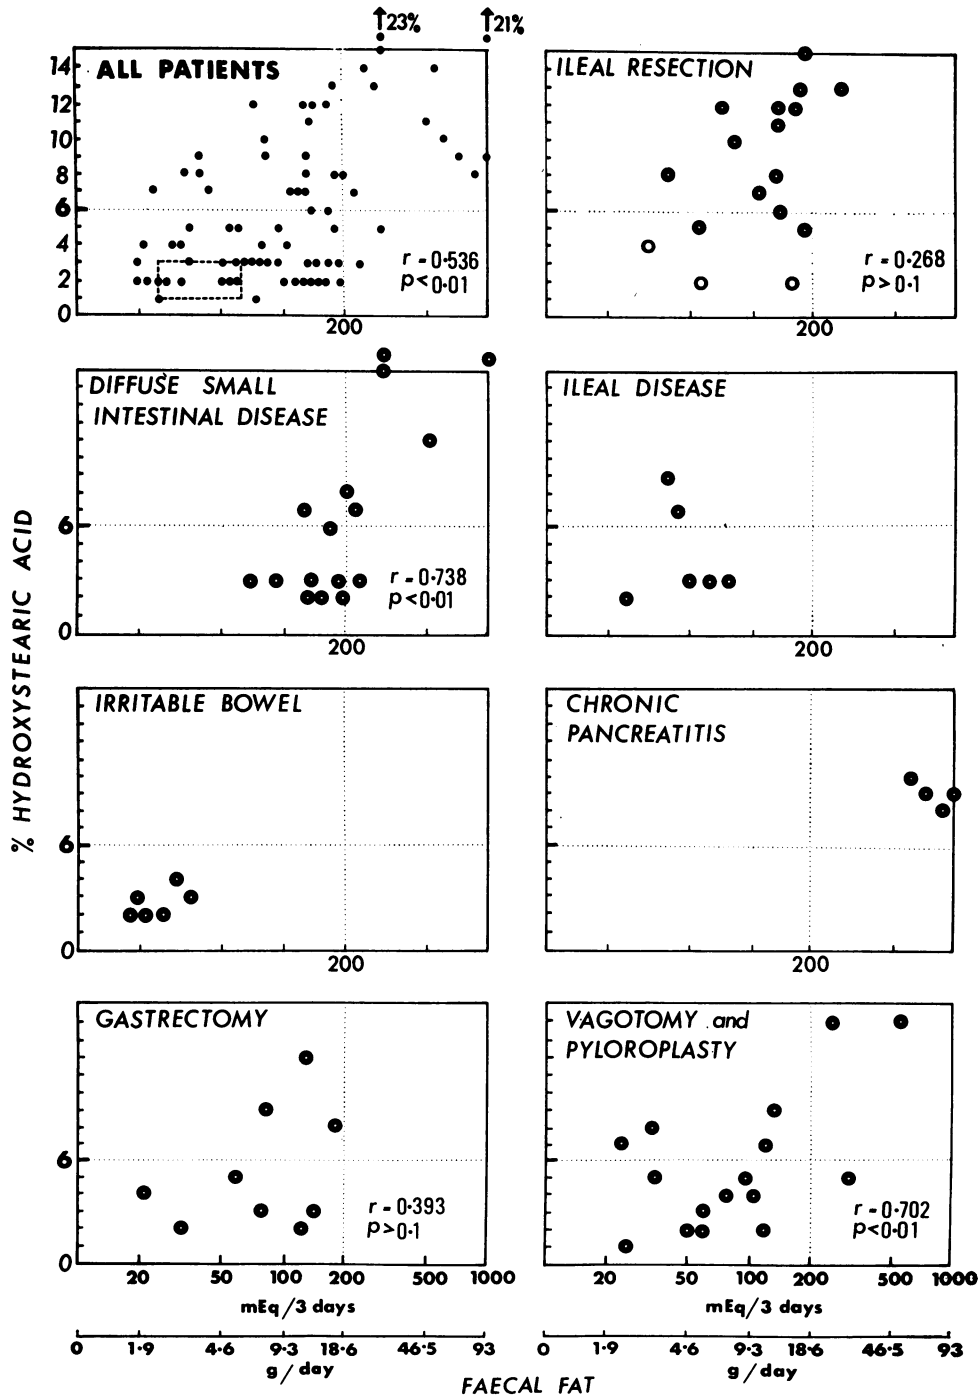 ↑23% ↑21%
ALL PATIENTS
14
12
10
8
6
4
2
0
r = 0·536
p < 0·01
200
ILEAL RESECTION
r = 0·268
p > 0·1
200
DIFFUSE SMALL
INTESTINAL DISEASE
6
0
r = 0·738
p < 0·01
200
ILEAL DISEASE
200
% HYDROXYSTEARIC ACID
IRRITABLE BOWEL
6
0
200
CHRONIC
PANCREATITIS
200
GASTRECTOMY
6
0
r = 0·393
p > 0·1
20 50 100 200 500 1000
mEq/3 days
0 1·9 4·6 9·3 18·6 46·5 93
g/day
VAGOTOMY and
PYLOROPLASTY
r = 0·702
p < 0·01
20 50 100 200 500 1000
mEq/3 days
0 1·9 4·6 9·3 18·6 46·5 93
g/day
FAECAL FAT